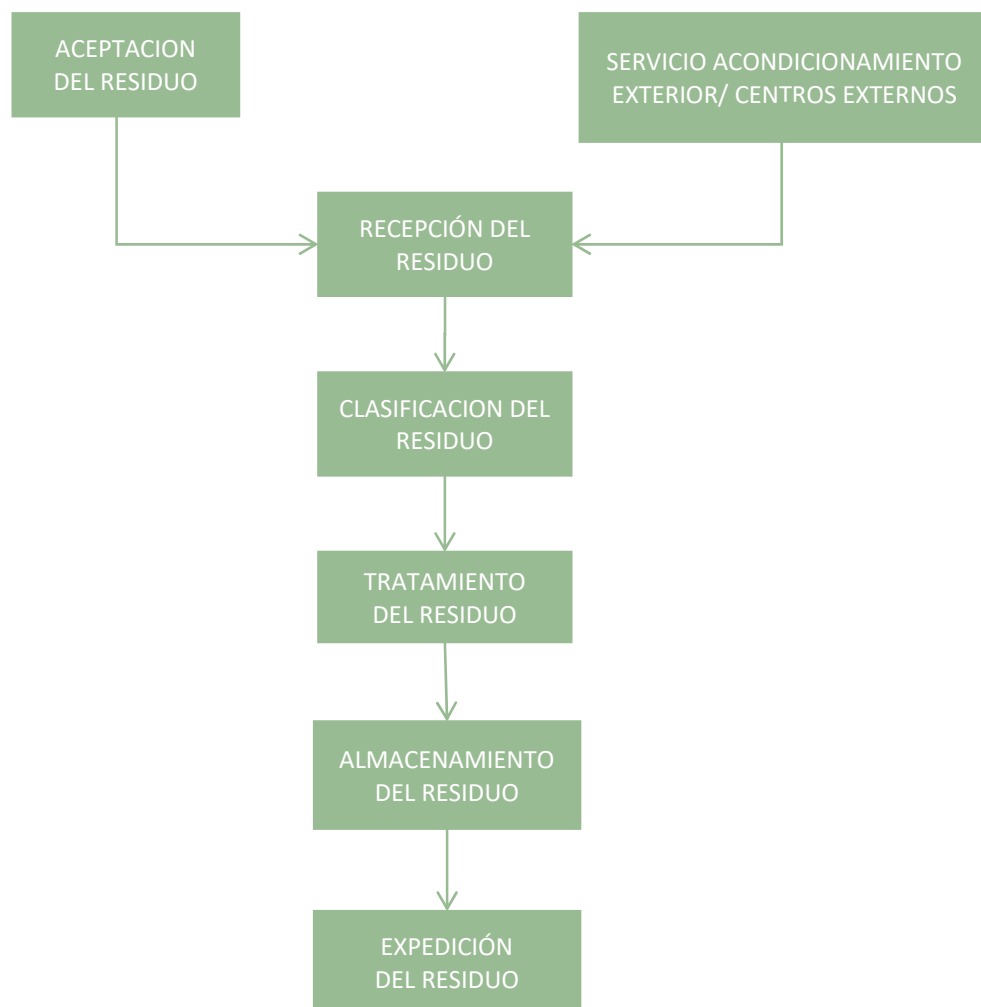 ACEPTACION
DEL RESIDUO
SERVICIO ACONDICIONAMIENTO
EXTERIOR/ CENTROS EXTERNOS
RECEPCIÓN DEL
RESIDUO
CLASIFICACION DEL
RESIDUO
TRATAMIENTO
DEL RESIDUO
ALMACENAMIENTO
DEL RESIDUO
EXPEDICIÓN
DEL RESIDUO